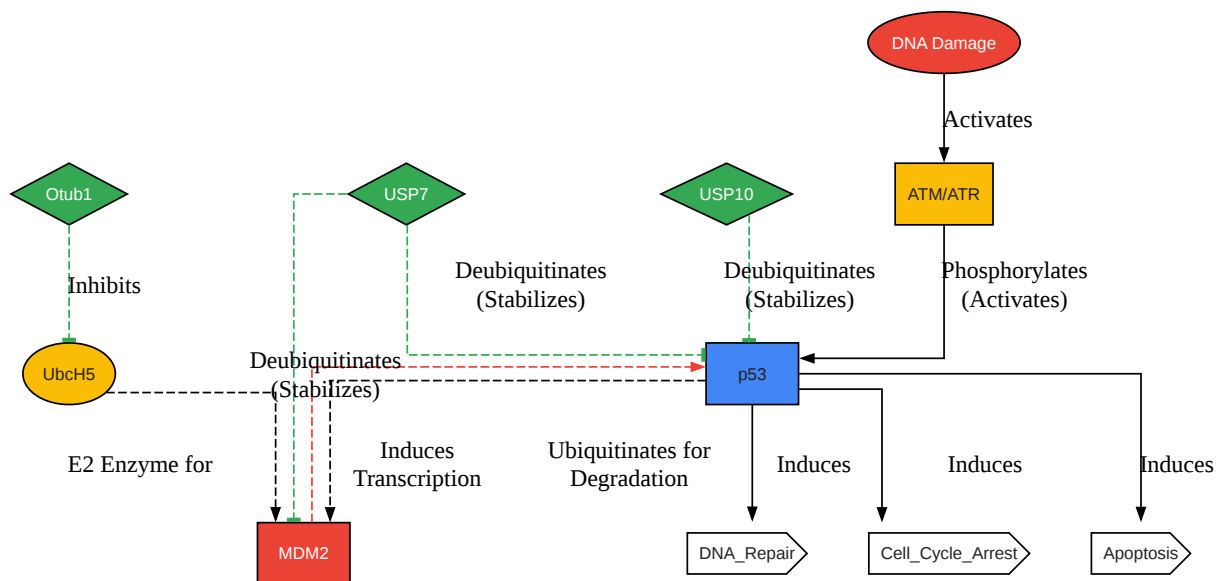 DNA Damage
Activates
Otub1
USP7
USP10
ATM/ATR
Inhibits
Deubiquitinates
(Stabilizes)
Deubiquitinates
(Stabilizes)
Phosphorylates
(Activates)
UbcH5
Deubiquitinates
(Stabilizes)
p53
E2 Enzyme for
Induces
Transcription
Ubiquitinates for
Degradation
Induces
Induces
Induces
MDM2
DNA_Repair
Cell_Cycle_Arrest
Apoptosis